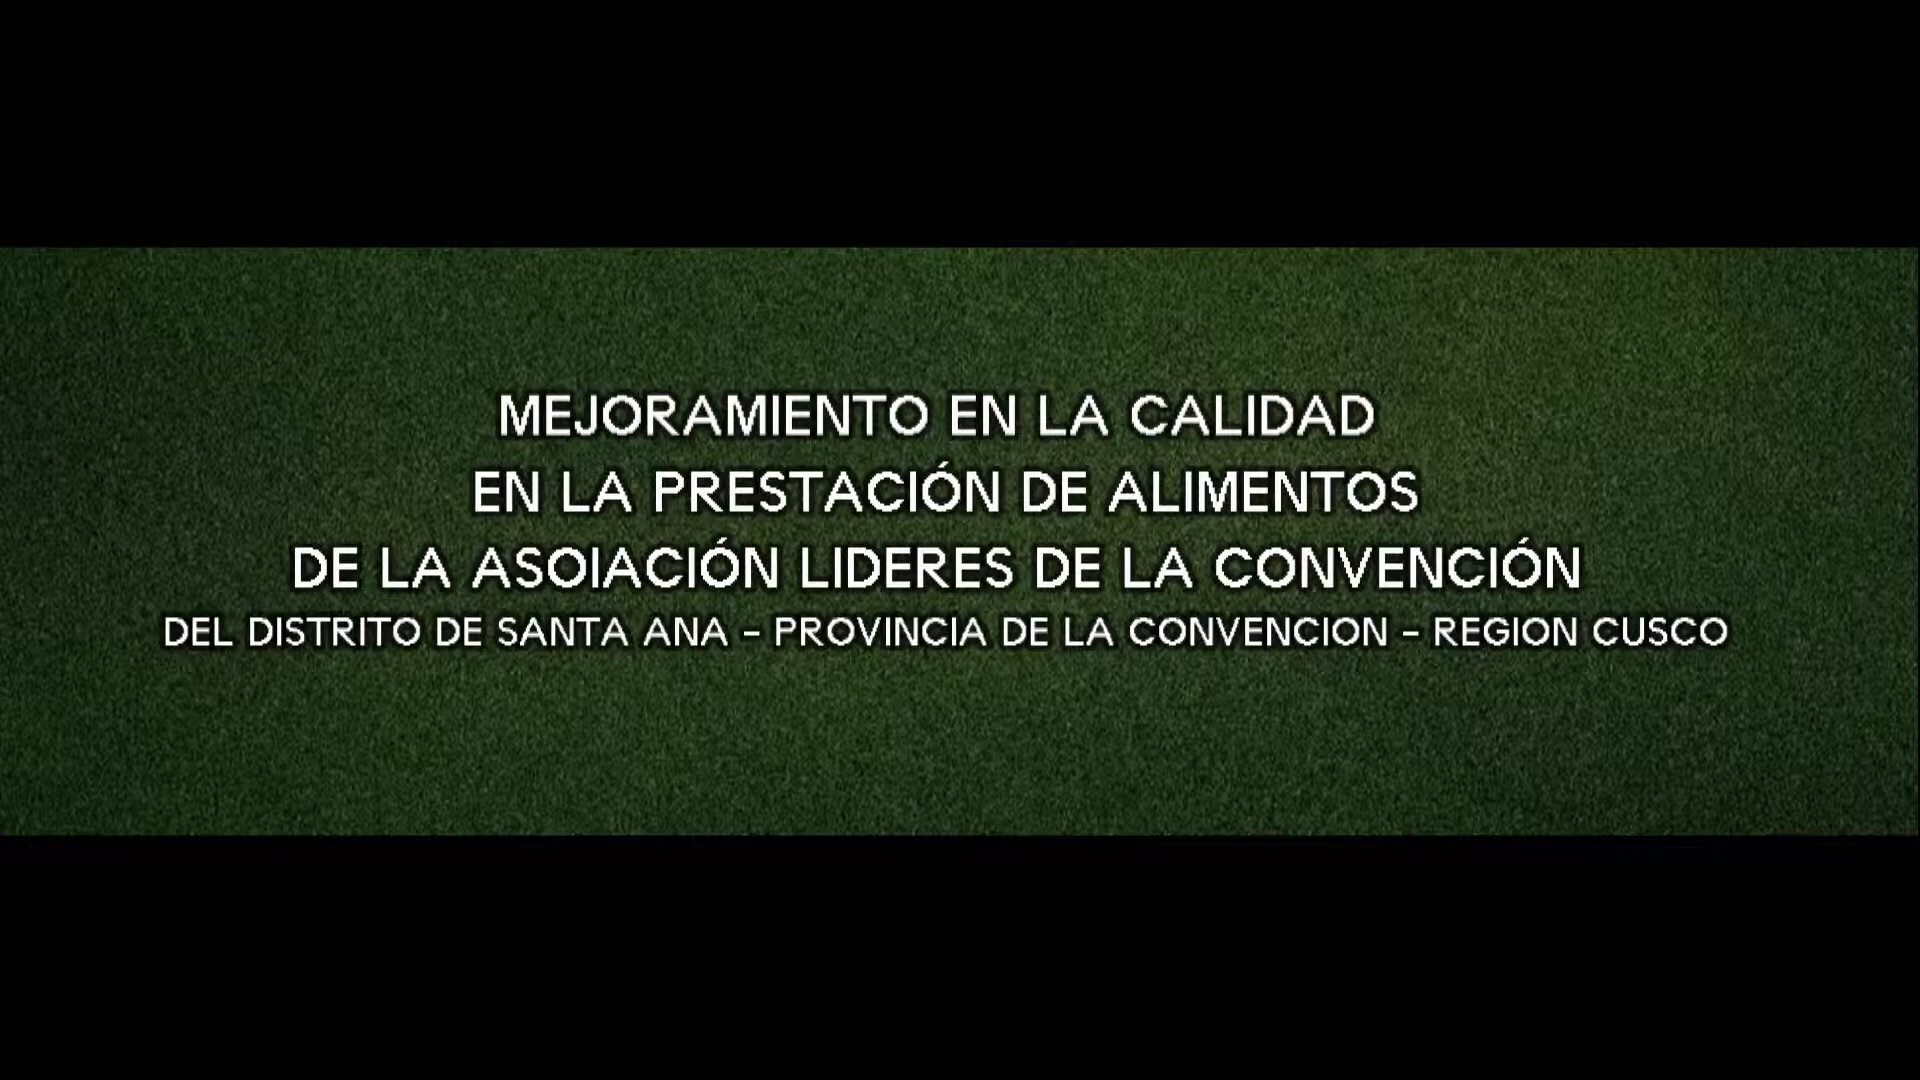 MEJORAMIENTO EN LA CALIDAD
EN LA PRESTACIÓN DE ALIMENTOS
DE LA ASOIACIÓN LIDERES DE LA CONVENCIÓN
DEL DISTRITO DE SANTA ANA - PROVINCIA DE LA CONVENCION - REGION CUSCO